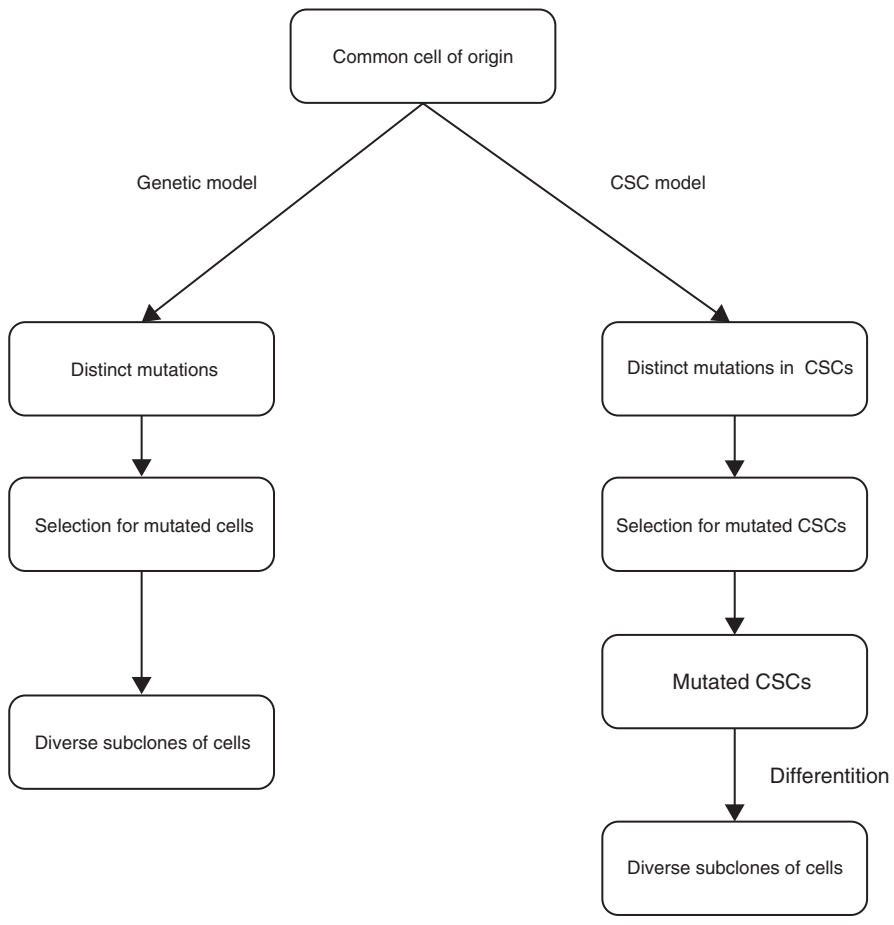 Common cell of origin
Genetic model
CSC model
Distinct mutations
Distinct mutations in CSCs
Selection for mutated cells
Selection for mutated CSCs
Mutated CSCs
Diverse subclones of cells
Differentition
Diverse subclones of cells